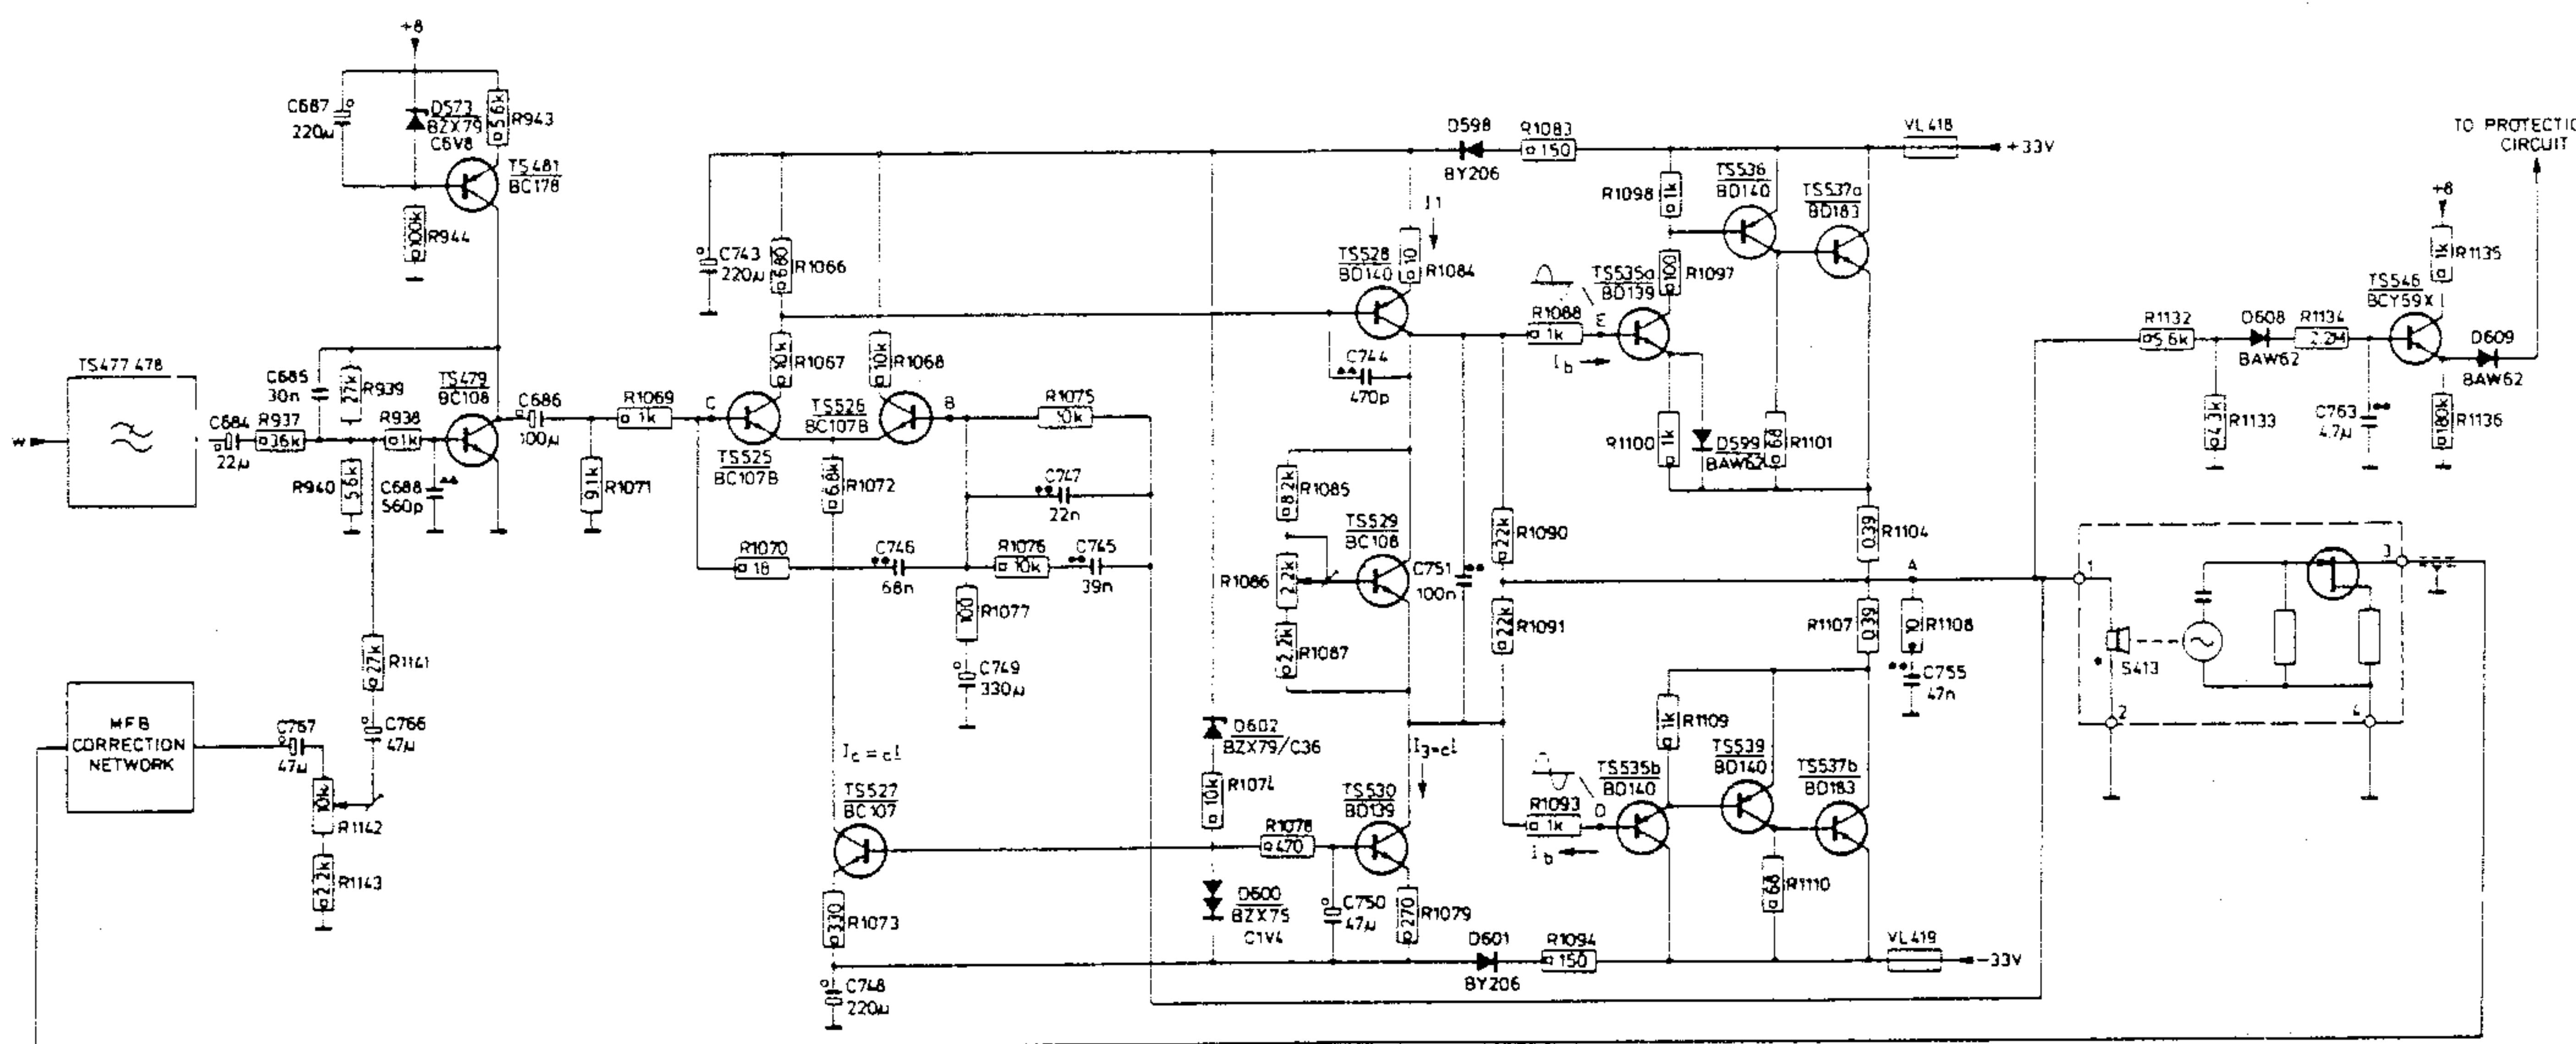 +8
C687
220µ
D573
BZX79
C6V8
5.6k
R943
TS481
BC178
100k
R944
TS477 478
W
C684
22µ
R937
36k
C685
30n
27k
R939
R938
1k
TS479
BC108
R940
5.6k
C688
560p
C686
100µ
R1069
1k
9.1k
R1071
C
TS525
BC107B
TS526
BC107B
B
C743
220µ
680
R1066
10k
R1067
10k
R1068
6.8k
R1072
R1075
10k
C747
22n
R1070
18
C746
68n
R1076
10k
C745
39n
100
R1077
C749
330µ
27k
R1141
C766
47µ
MFB
CORRECTION
NETWORK
C767
47µ
10k
R1142
2.2k
R1143
Ic = ct
TS527
BC107
330
R1073
C748
220µ
D602
BZX79/C36
10k
R1074
D600
BZX75
C1V4
R1078
470
C750
47µ
TS530
BD139
270
R1079
I3=ct
D601
BY206
R1094
150
VL419
-33V
D598
BY206
R1083
150
VL418
+33V
I1
10
R1084
TS528
BD140
C744
470p
8.2k
R1085
R1086
2.2k
2.2k
R1087
TS529
BC108
C751
100n
22k
R1090
22k
R1091
R1088
1k
E
Ib
TS535a
BD139
R1098
1k
100
R1097
TS536
BD140
TS537a
BD183
R1100
1k
D599
BAW62
68
R1101
0.39
R1104
A
R1107
0.39
10
R1108
C755
47n
1k
R1109
TS539
BD140
TS537b
BD183
TS535b
BD140
R1093
1k
D
Ib
68
R1110
TO PROTECTIO
CIRCUIT
+8
1k
R1135
TS546
BCY59X
R1132
5.6k
D608
BAW62
R1134
2.2M
D609
BAW62
4.3k
R1133
C763
4.7µ
180k
R1136
1
2
3
4
S413